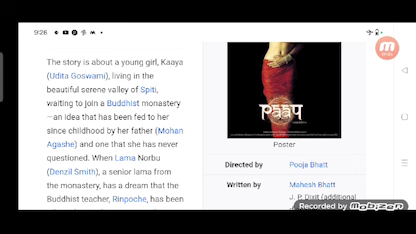 9:26
The story is about a young girl, Kaaya
(Udita Goswami), living in the
beautiful serene valley of Spiti,
waiting to join a Buddhist monastery
—an idea that has been fed to her
since childhood by her father (Mohan
Agashe) and one that she has never
questioned. When Lama Norbu
(Denzil Smith), a senior lama from
the monastery, has a dream that the
Buddhist teacher, Rinpoche, has been
पाप
Poster
Directed by Pooja Bhatt
Written by Mahesh Bhatt
J. P. Dixit (additional
Recorded by Mobizen